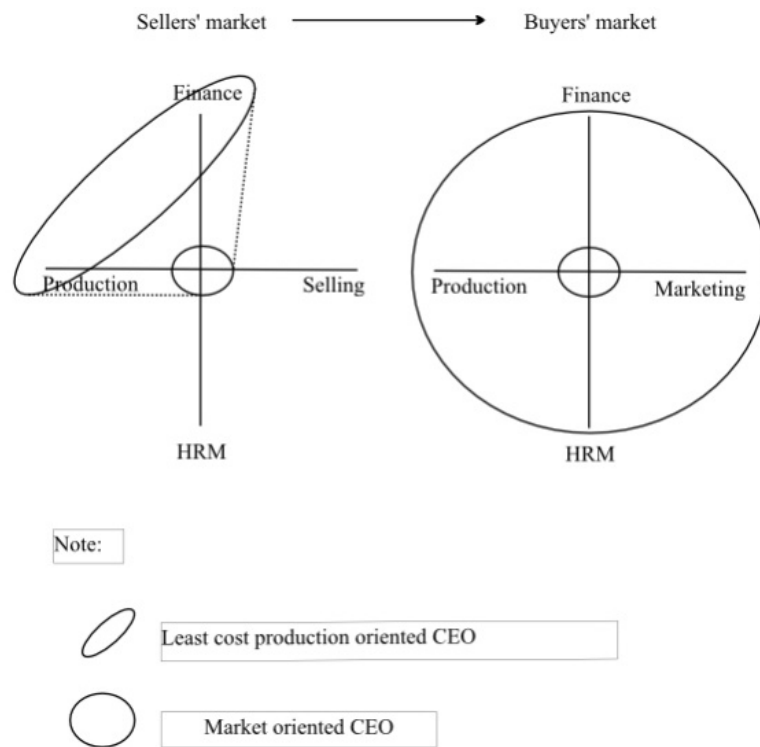 Sellers' market
Buyers' market
Finance
Production
Selling
HRM
Finance
Production
Marketing
HRM
Note:
Least cost production oriented CEO
Market oriented CEO